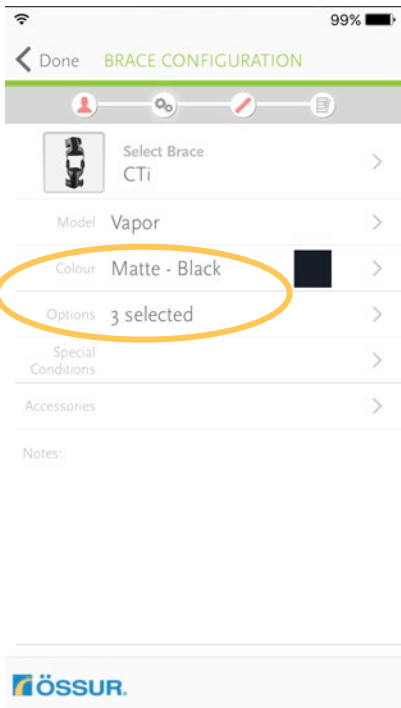 99%
Done BRACE CONFIGURATION
Select Brace
CTi
Model Vapor
Colour Matte - Black
Options 3 selected
Special
Conditions
Accessories
Notes:
ÖSSUR.